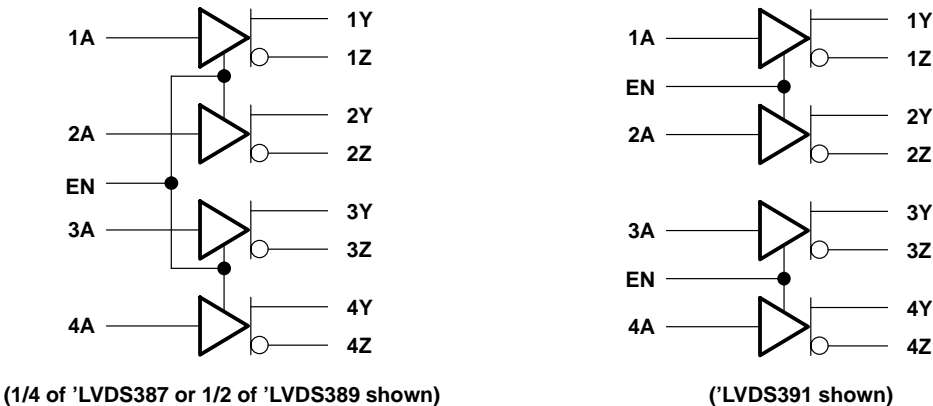 1A
1Y
1Z
2A
2Y
2Z
EN
3A
3Y
3Z
4A
4Y
4Z
(1/4 of ’LVDS387 or 1/2 of ’LVDS389 shown)
1A
1Y
1Z
EN
2A
2Y
2Z
3A
3Y
3Z
EN
4A
4Y
4Z
(’LVDS391 shown)